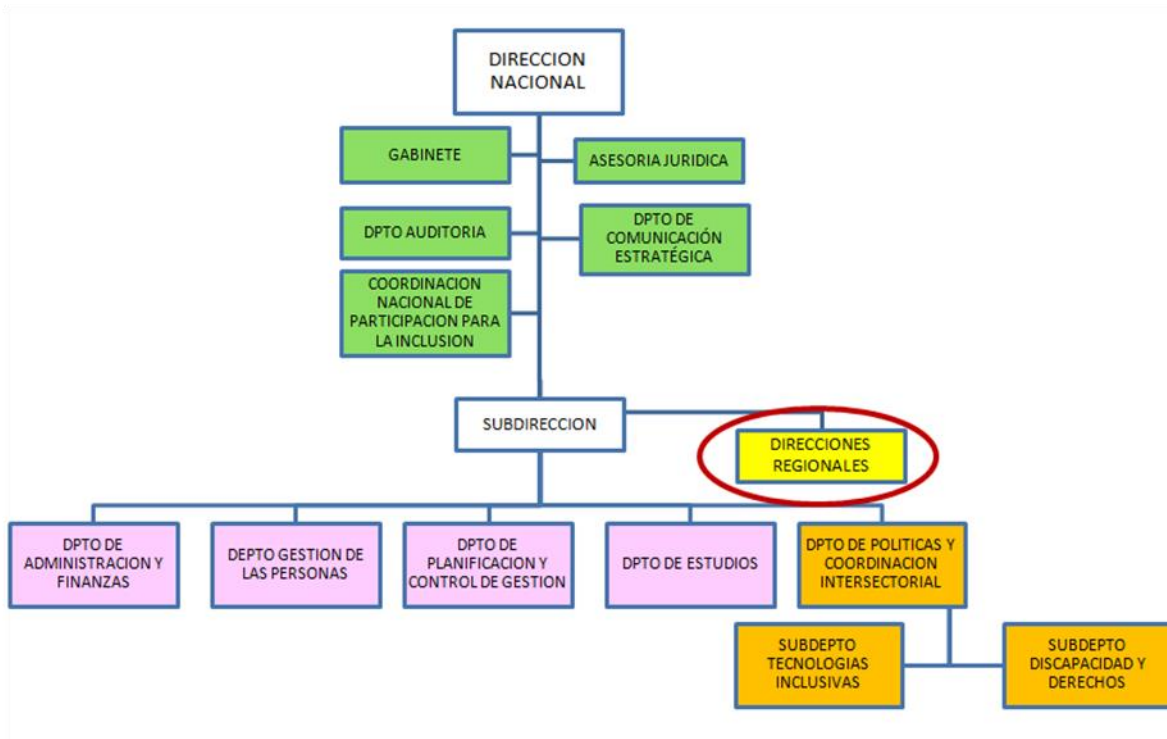 DIRECCION
NACIONAL
GABINETE
ASESORIA JURIDICA
DPTO AUDITORIA
DPTO DE
COMUNICACIÓN
ESTRATÉGICA
COORDINACION
NACIONAL DE
PARTICIPACION PARA
LA INCLUSION
SUBDIRECCION
DIRECCIONES
REGIONALES
DPTO DE
ADMINISTRACION Y
FINANZAS
DEPTO GESTION DE
LAS PERSONAS
DPTO DE
PLANIFICACION Y
CONTROL DE GESTION
DPTO DE ESTUDIOS
DPTO DE POLITICAS Y
COORDINACION
INTERSECTORIAL
SUBDEPTO
TECNOLOGIAS
INCLUSIVAS
SUBDEPTO
DISCAPACIDAD Y
DERECHOS